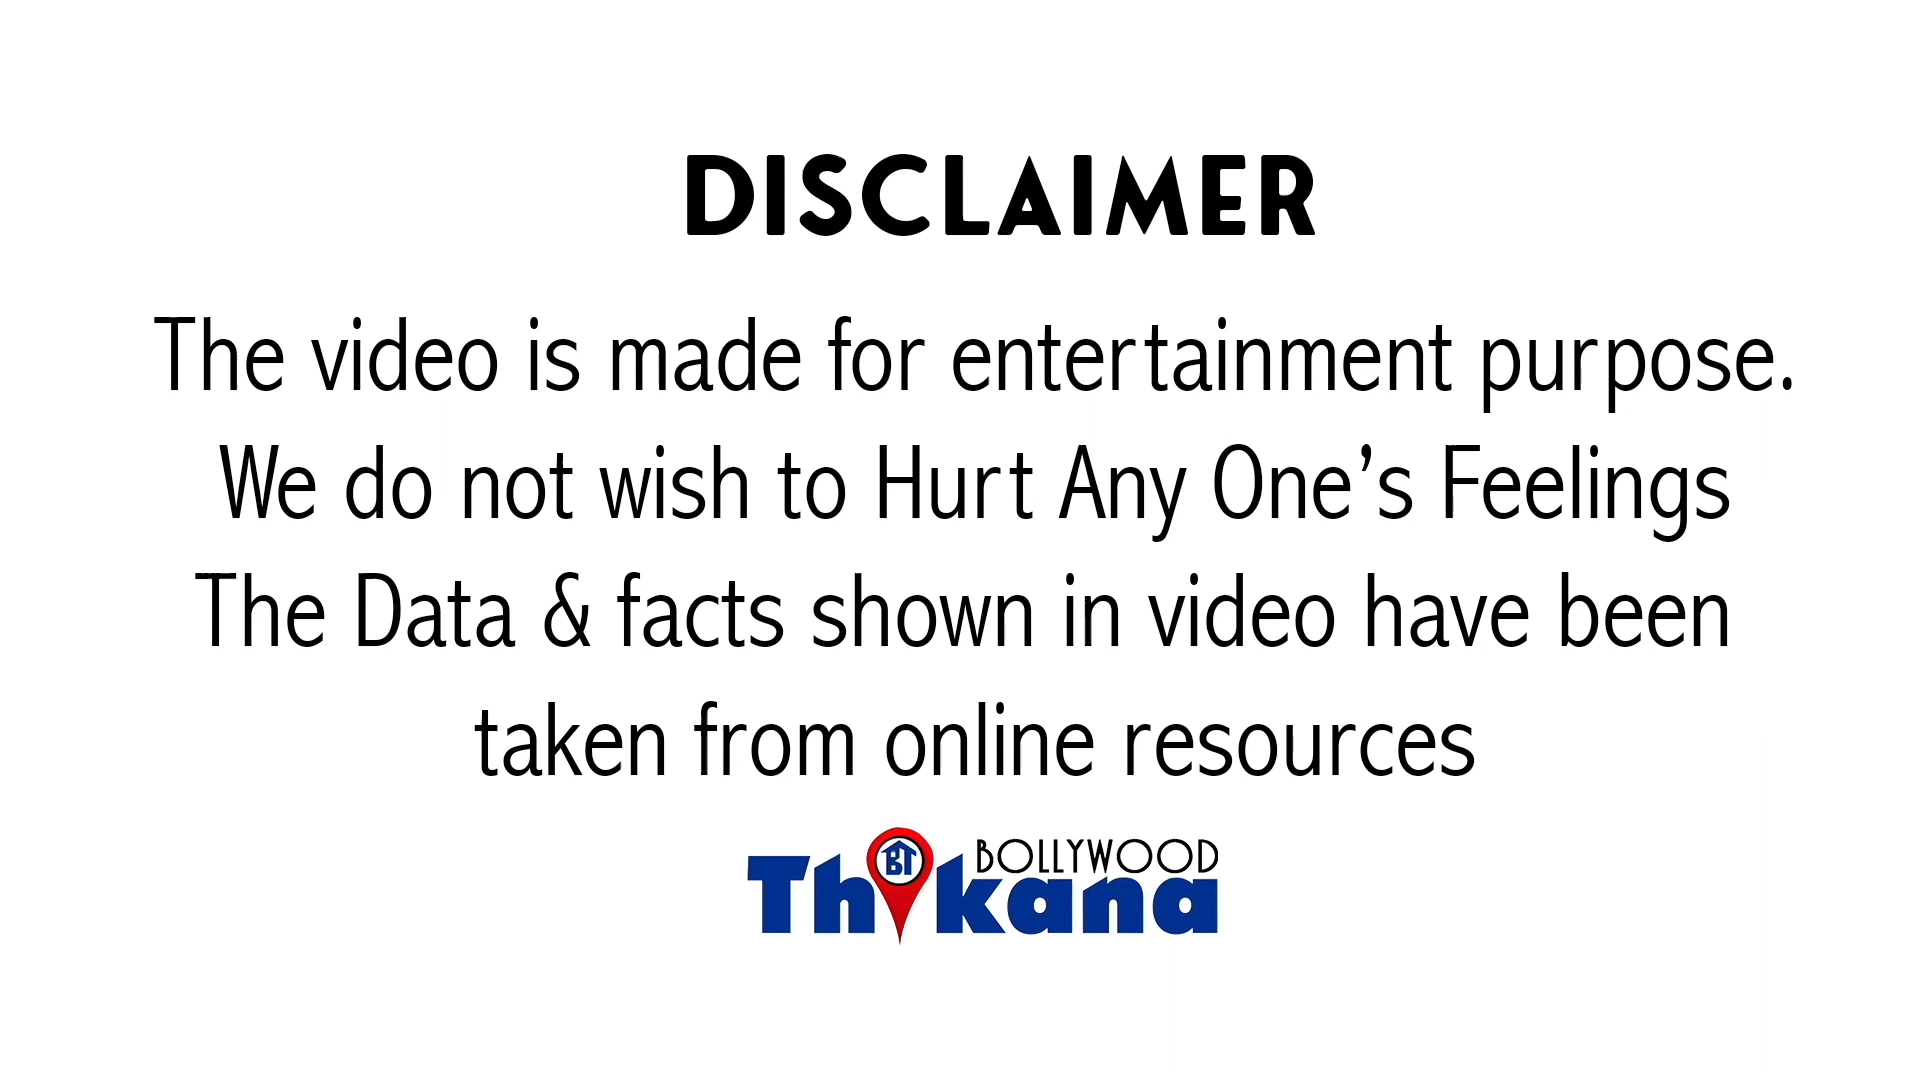 DISCLAIMER
The video is made for entertainment purpose.
We do not wish to Hurt Any One’s Feelings
The Data & facts shown in video have been
taken from online resources
BT
BOLLYWOOD
Thikana